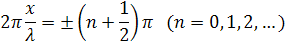 2π x/λ = ±(n + 1/2)π (n = 0,1,2, …)